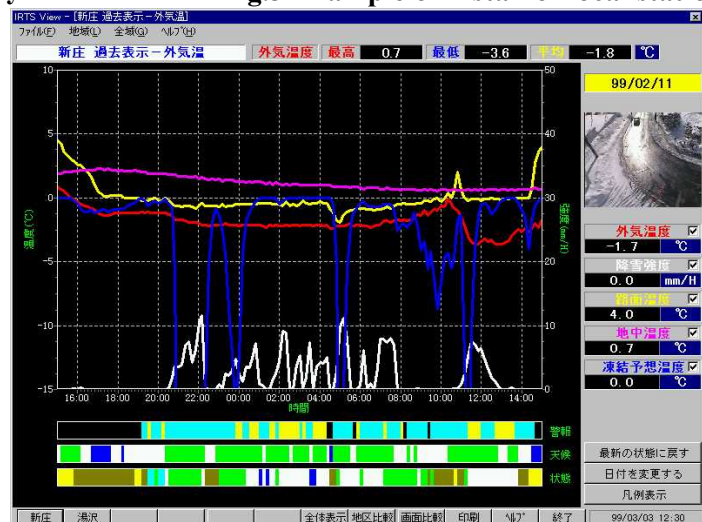 IRTS View - [新庄 過去表示－外気温]
ファイル(F) 地域(L) 全域(G) ヘルプ(H)
新庄 過去表示－外気温 外気温度 最高 0.7 最低 -3.6 平均 -1.8 ℃
99/02/11
10 50
5 40
0 30
-5 20
-10 10
-15 0
温度(℃)
強度(mm/H)
16:00 18:00 20:00 22:00 00:00 02:00 04:00 06:00 08:00 10:00 12:00 14:00
時間
警報
天候
状態
外気温度
-1.7 ℃
降雪強度
0.0 mm/H
路面温度
4.0 ℃
地中温度
0.7 ℃
凍結予想温度
0.0 ℃
最新の状態に戻す
日付を変更する
凡例表示
新庄 湯沢 全体表示 地区比較 画面比較 印刷 ヘルプ 終了 99/03/03 12:30